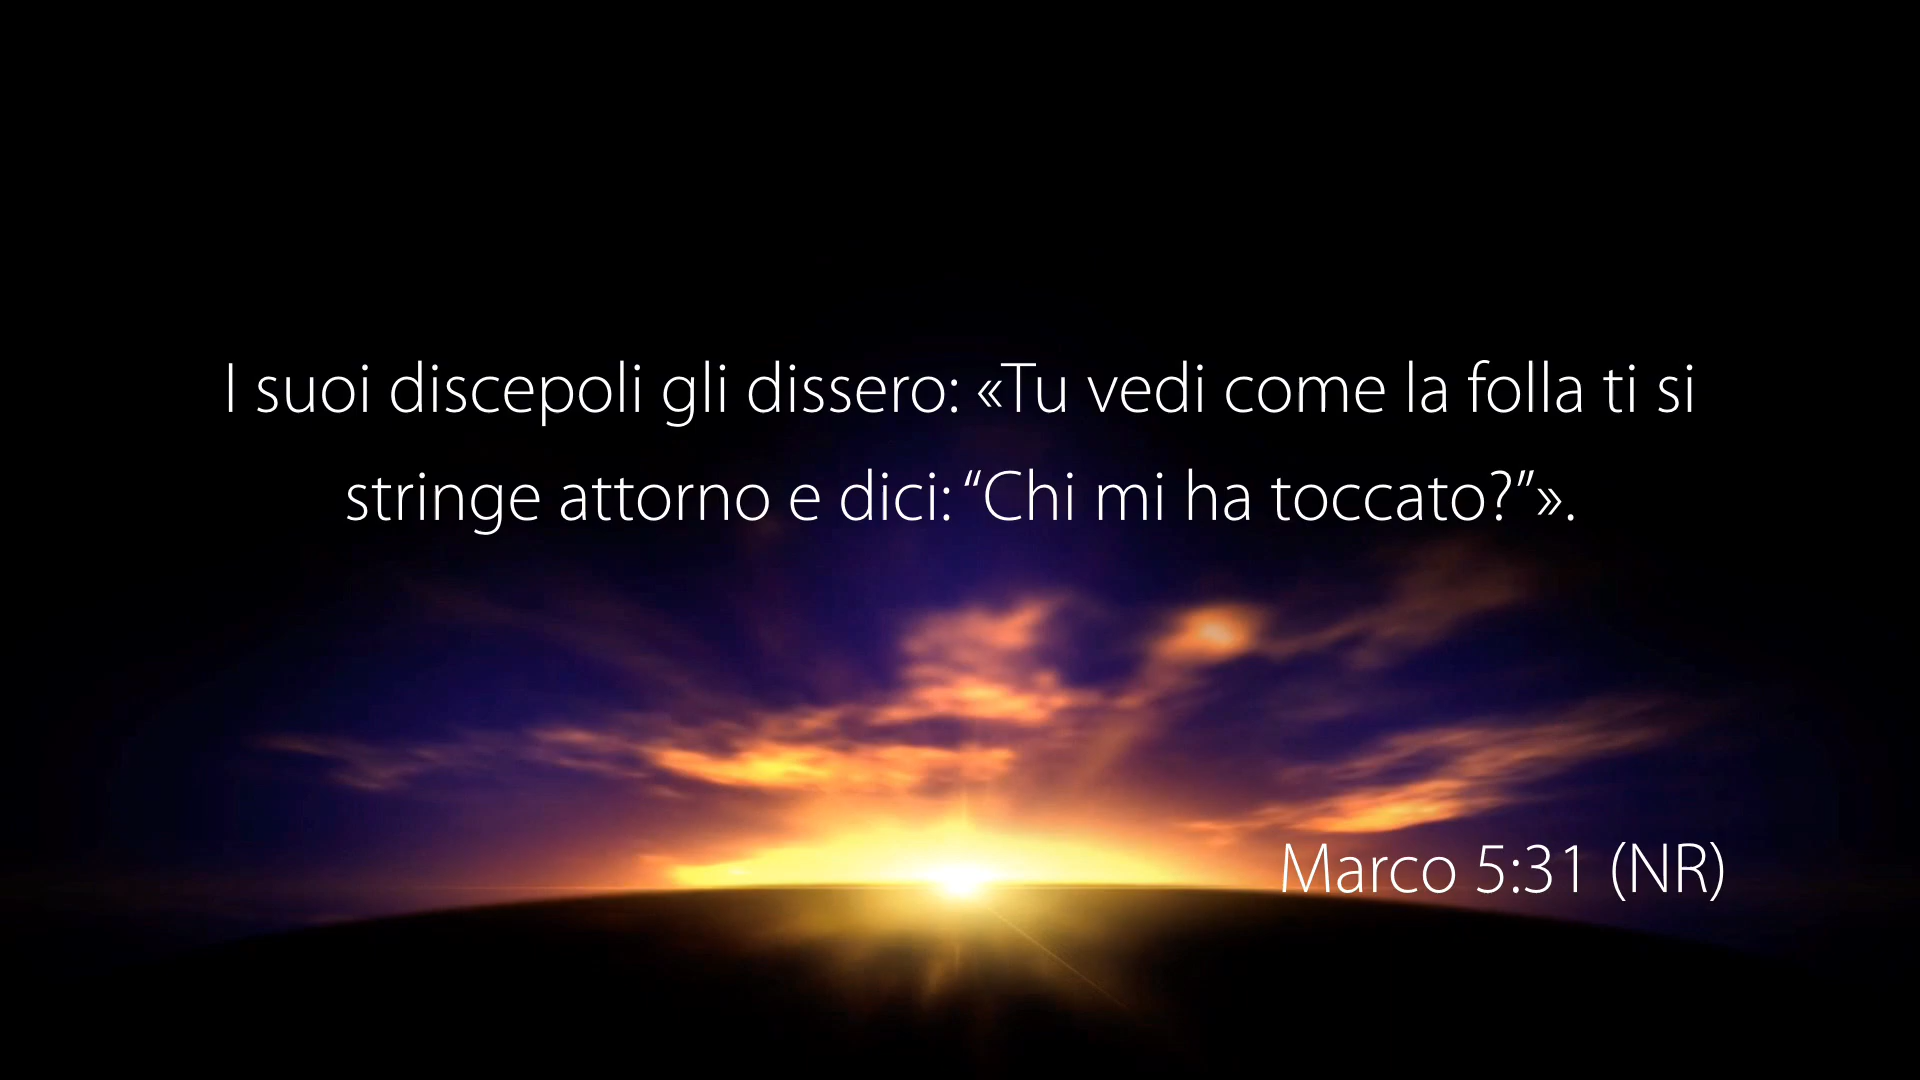 I suoi discepoli gli dissero: «Tu vedi come la folla ti si
stringe attorno e dici: “Chi mi ha toccato?”».
Marco 5:31 (NR)